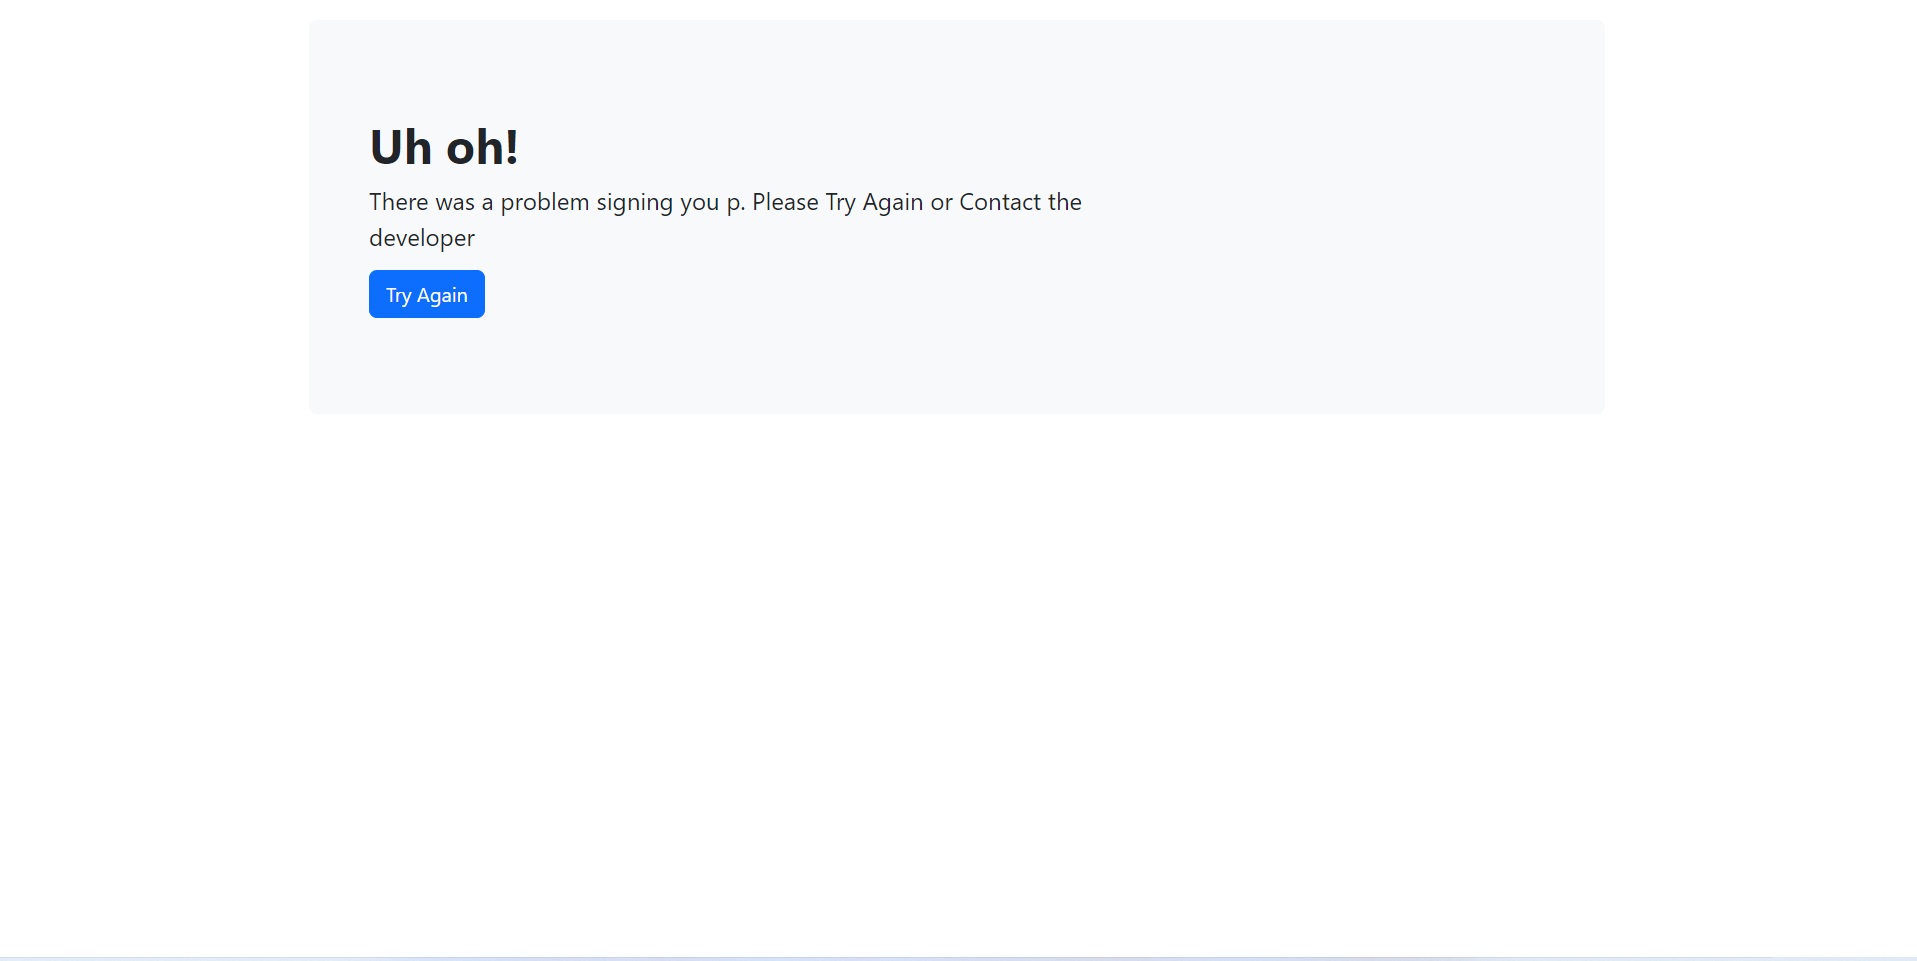 Uh oh!
There was a problem signing you p. Please Try Again or Contact the
developer
Try Again